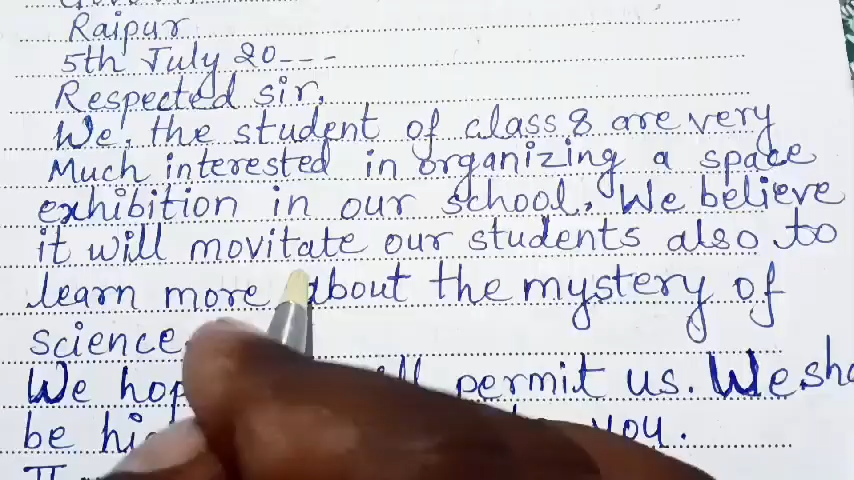 Raipur
5th July 20---
Respected sir,
We, the student of class 8 are very
Much interested in organizing a space
exhibition in our school. We believe
it will movitate our students also to
learn more about the mystery of
science
We permit us. We
be you.